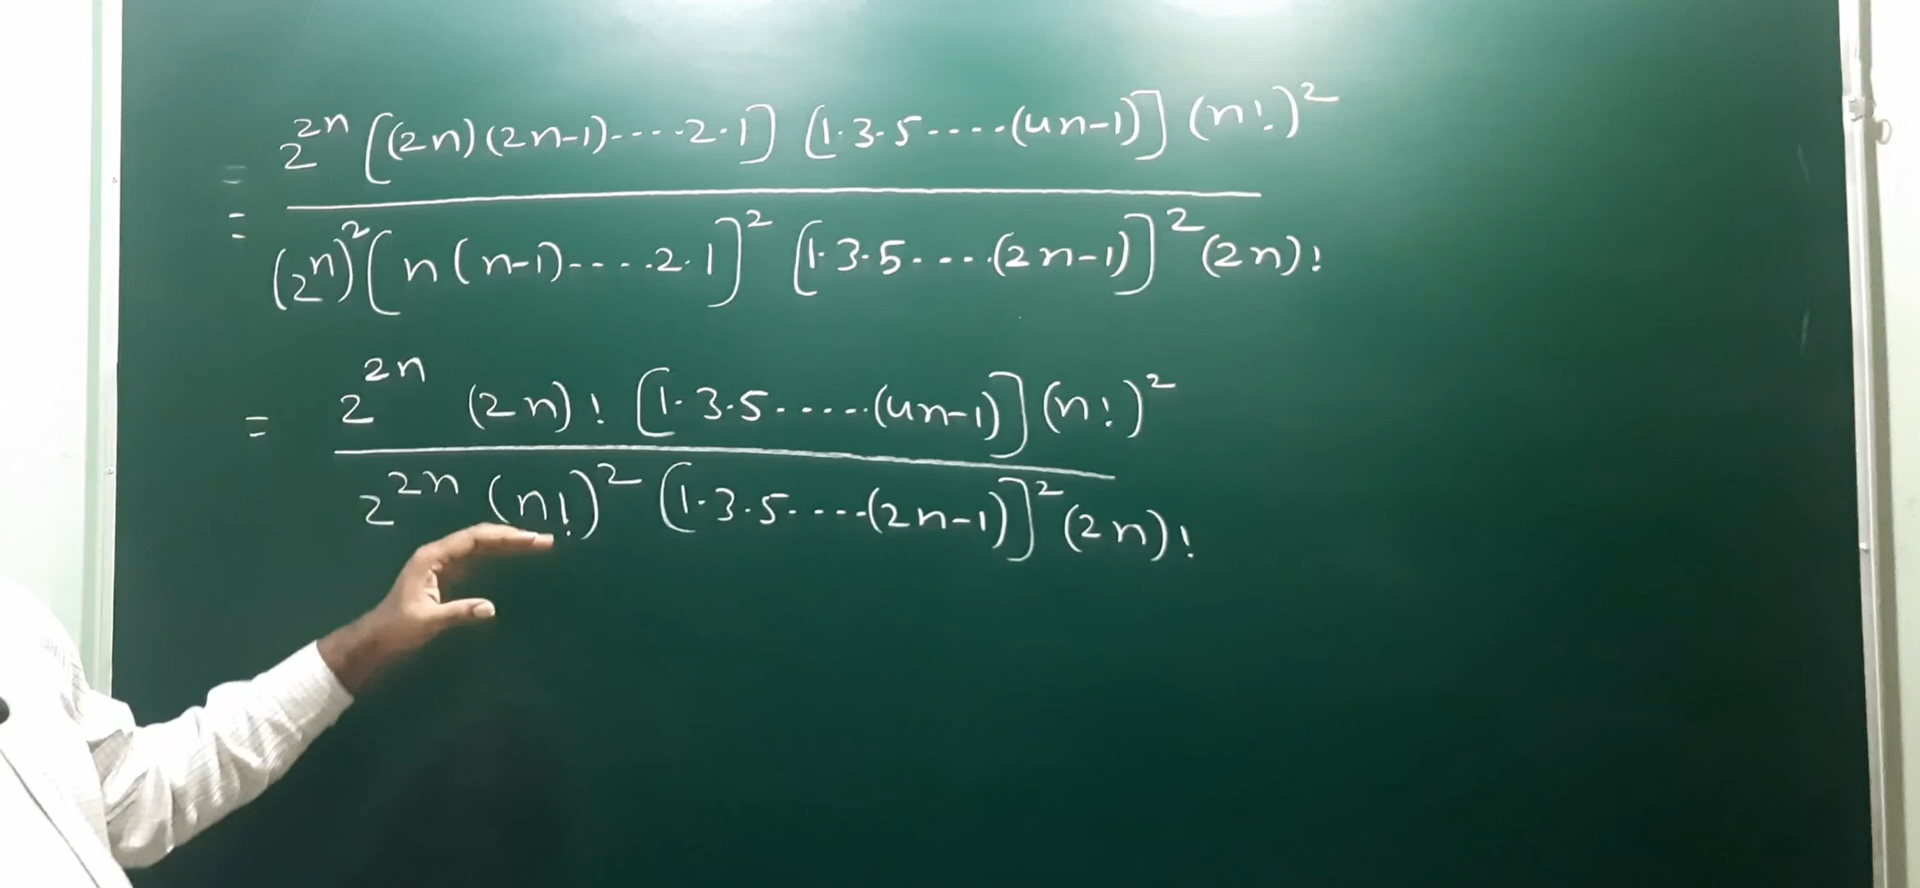 = 2^{2n} [(2n)(2n-1)----2·1] [1·3·5----(4n-1)] (n!)^2
(2^n)^2 [n(n-1)----2·1]^2 [1·3·5----(2n-1)]^2 (2n)!
= 2^{2n} (2n)! [1·3·5-----(4n-1)] (n!)^2
2^{2n} (n!)^2 [1·3·5----(2n-1)]^2 (2n)!